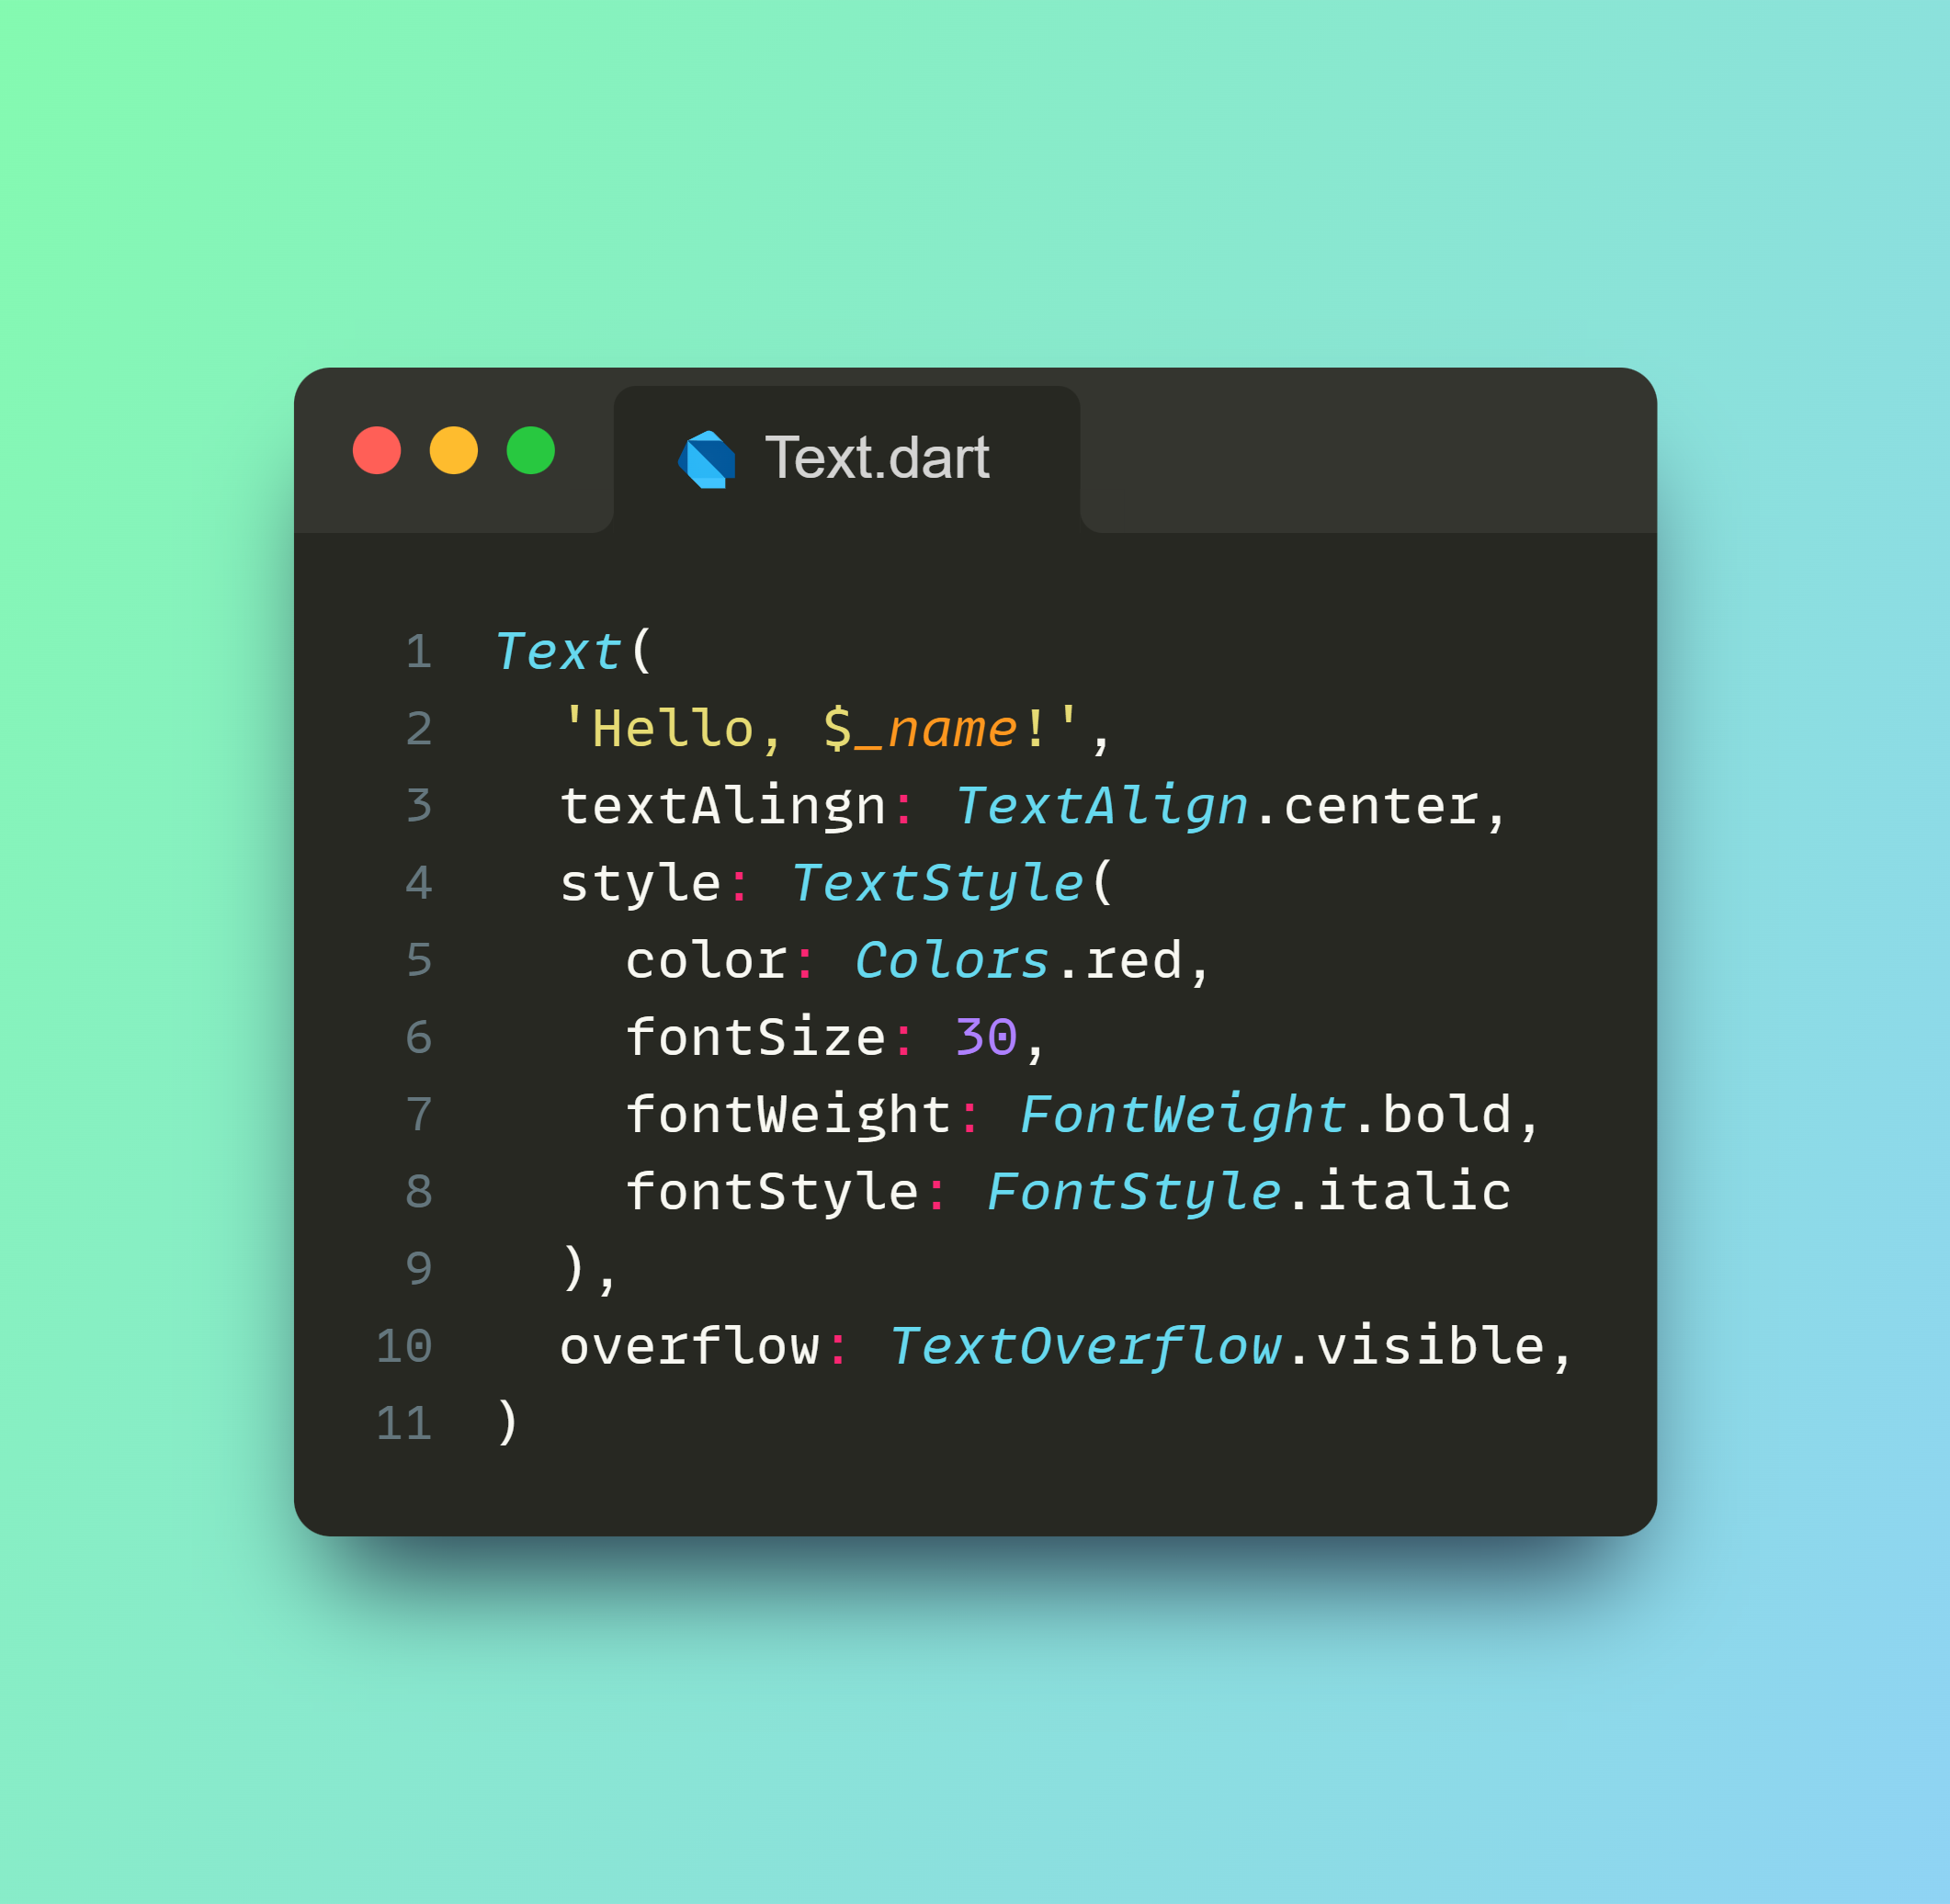 Text.dart
1 Text(
2   'Hello, $_name!',
3   textAlingn: TextAlign.center,
4   style: TextStyle(
5     color: Colors.red,
6     fontSize: 30,
7     fontWeight: FontWeight.bold,
8     fontStyle: FontStyle.italic
9   ),
10   overflow: TextOverflow.visible,
11 )